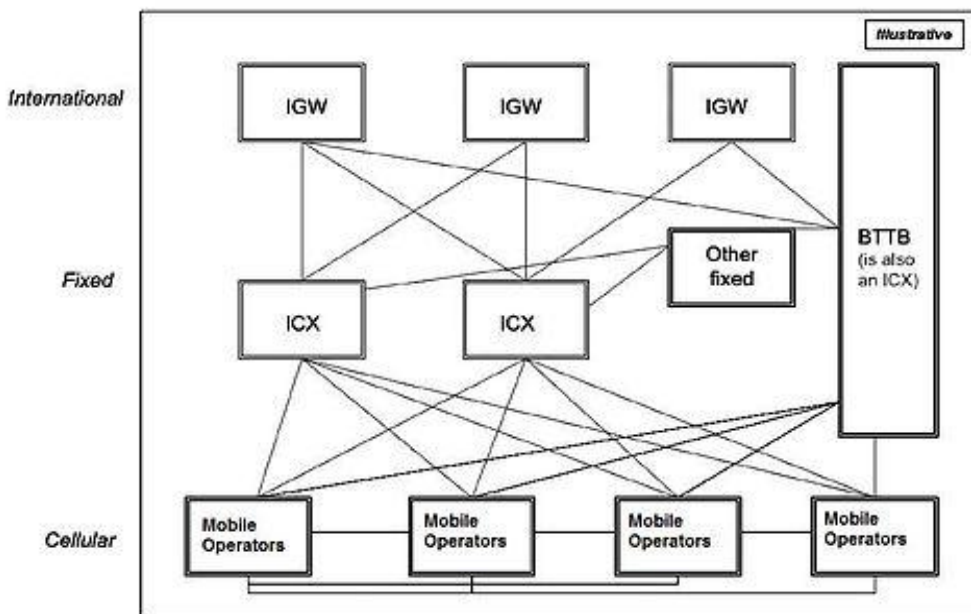 Illustrative
International
IGW
IGW
IGW
BTTB
(is also
an ICX)
Other
fixed
Fixed
ICX
ICX
Cellular
Mobile
Operators
Mobile
Operators
Mobile
Operators
Mobile
Operators